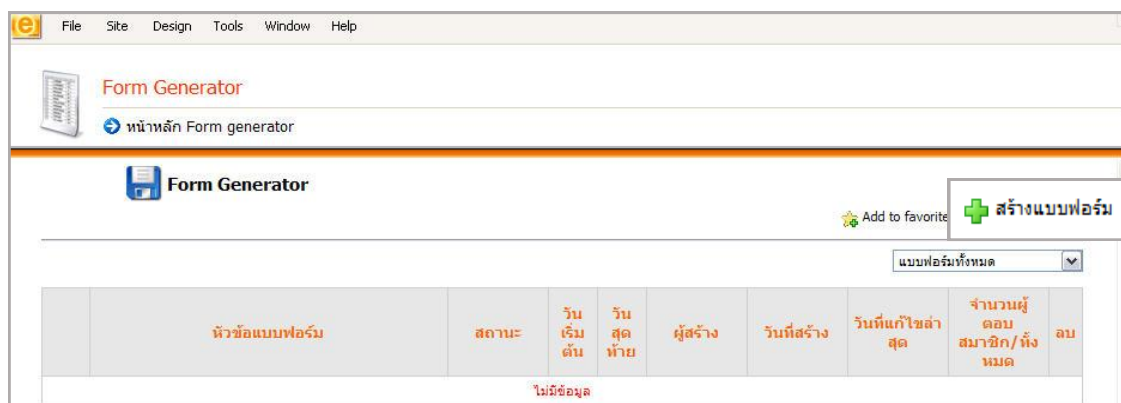 File Site Design Tools Window Help
Form Generator
หน้าหลัก Form generator
Form Generator
Add to favorite
สร้างแบบฟอร์ม
แบบฟอร์มทั้งหมด
หัวข้อแบบฟอร์ม
สถานะ
วัน
เริ่ม
ต้น
วัน
สุด
ท้าย
ผู้สร้าง
วันที่สร้าง
วันที่แก้ไขล่า
สุด
จำนวนผู้
ตอบ
สมาชิก/ทั้ง
หมด
ลบ
ไม่มีข้อมูล